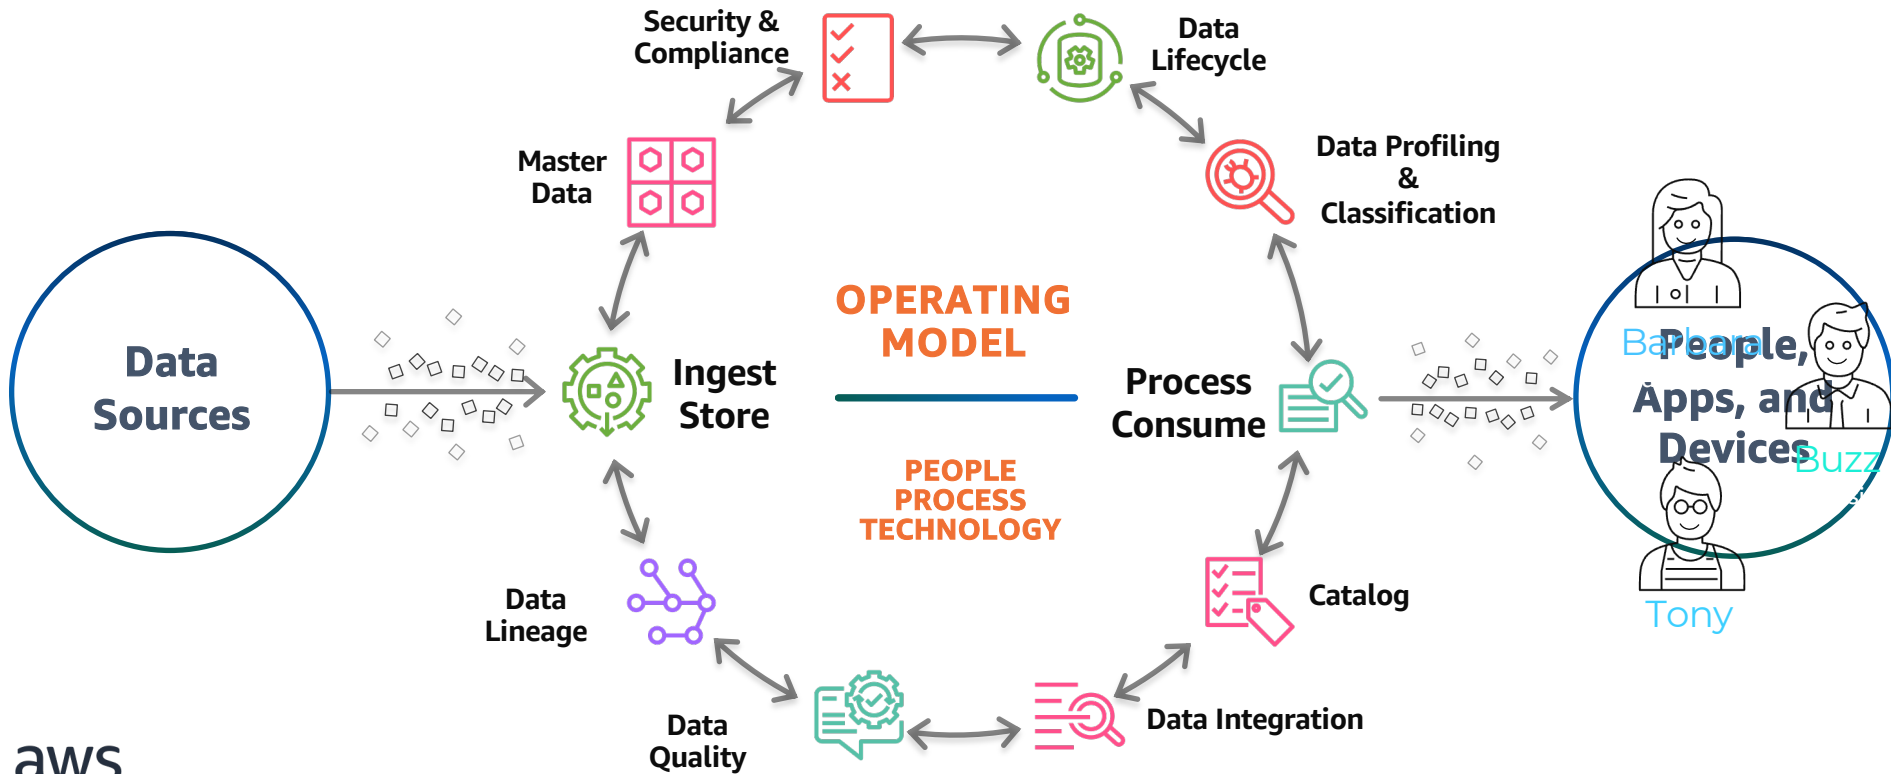 Security &
Compliance
Data
Lifecycle
Master
Data
Data Profiling
&
Classification
Data
Sources
Ingest
Store
OPERATING
MODEL
PEOPLE
PROCESS
TECHNOLOGY
Process
Consume
Barbara
People,
Apps, and
Devices
Buzz
Tony
Data
Lineage
Catalog
Data
Quality
Data Integration
aws